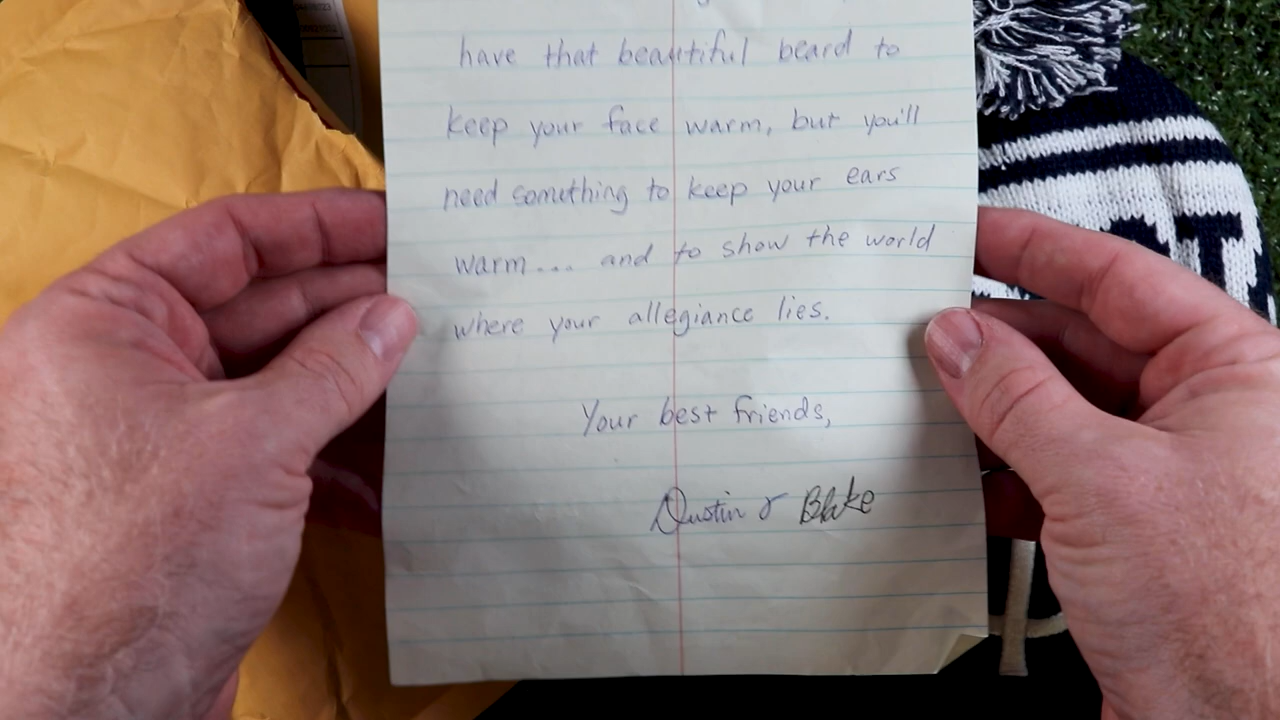 have that beautiful beard to
keep your face warm, but you'll
need something to keep your ears
warm... and to show the world
where your allegiance lies.
Your best friends,
Dustin & Blake